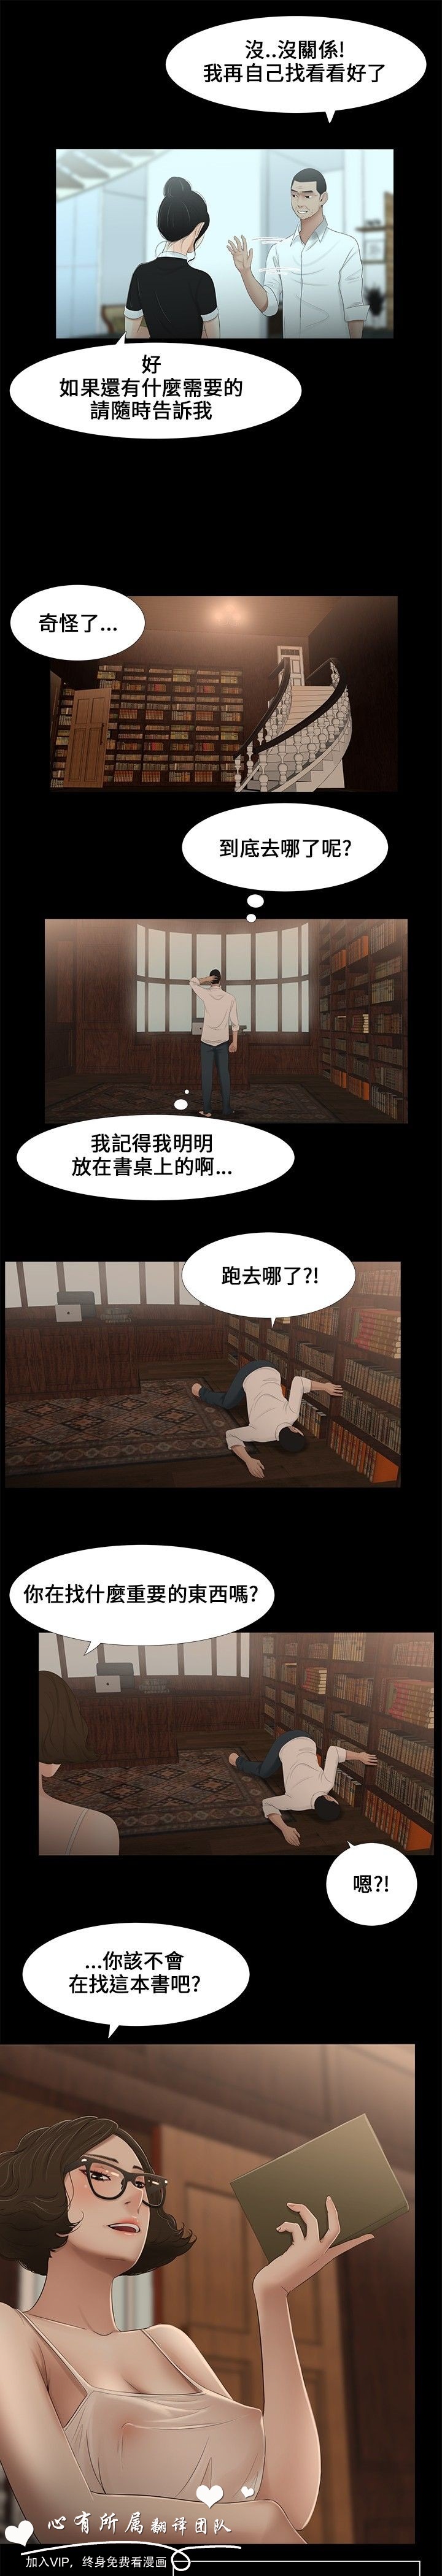 沒..沒關係!
我再自己找看看好了
好
如果還有什麼需要的
請隨時告訴我
奇怪了...
到底去哪了呢?
我記得我明明
放在書桌上的啊...
跑去哪了?!
你在找什麼重要的東西嗎?
嗯?!
...你該不會
在找這本書吧?
心有所属翻译团队
加入VIP，终身免费看漫画